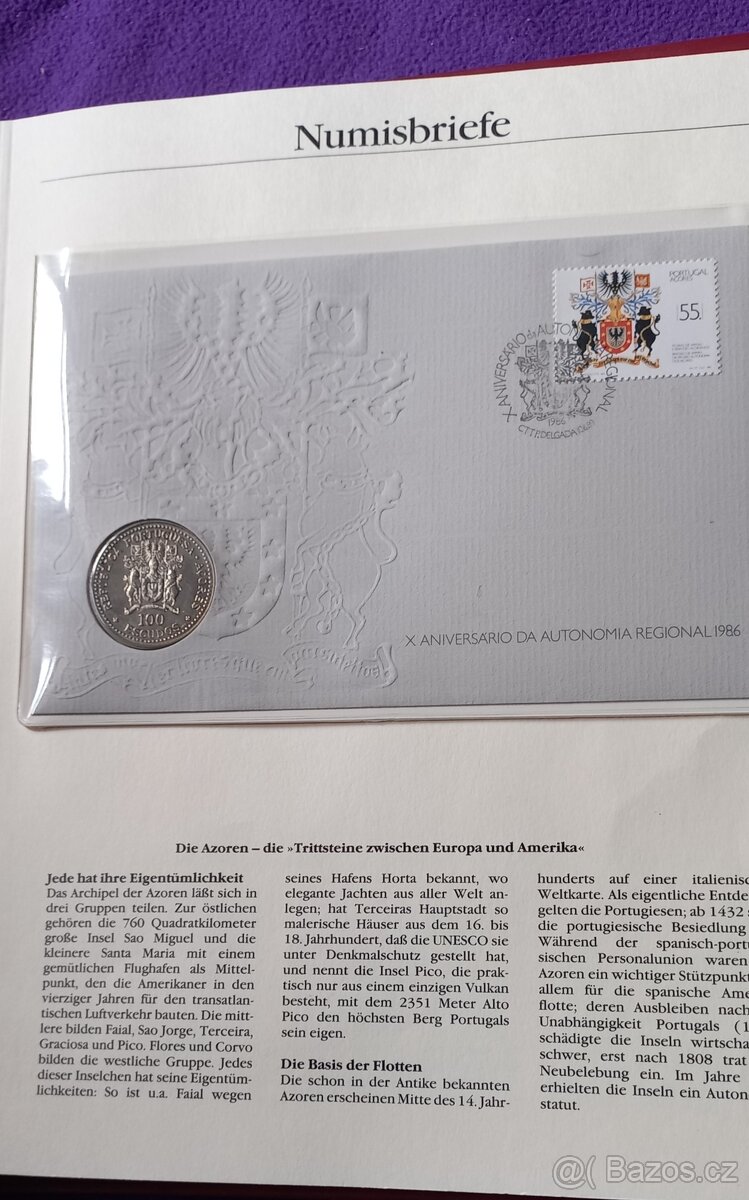 Numisbriefe
PORTUGAL
AÇORES
55.
X ANIVERSÁRIO da AUTONOMIA REGIONAL
1986
REPUBLICA PORTUGUESA · AÇORES
100
ESCUDOS
X ANIVERSÁRIO DA AUTONOMIA REGIONAL 1986
Die Azoren – die »Trittsteine zwischen Europa und Amerika«
Jede hat ihre Eigentümlichkeit
Das Archipel der Azoren läßt sich in
drei Gruppen teilen. Zur östlichen
gehören die 760 Quadratkilometer
große Insel Sao Miguel und die
kleinere Santa Maria mit einem
gemütlichen Flughafen als Mittel-
punkt, den die Amerikaner in den
vierziger Jahren für den transatlan-
tischen Luftverkehr bauten. Die mitt-
lere bilden Faial, Sao Jorge, Terceira,
Graciosa und Pico. Flores und Corvo
bilden die westliche Gruppe. Jedes
dieser Inselchen hat seine Eigentüm-
lichkeiten: So ist u.a. Faial wegen
seines Hafens Horta bekannt, wo
elegante Jachten aus aller Welt an-
legen; hat Terceiras Hauptstadt so
malerische Häuser aus dem 16. bis
18. Jahrhundert, daß die UNESCO sie
unter Denkmalschutz gestellt hat,
und nennt die Insel Pico, die prak-
tisch nur aus einem einzigen Vulkan
besteht, mit dem 2351 Meter Alto
Pico den höchsten Berg Portugals
sein eigen.
Die Basis der Flotten
Die schon in der Antike bekannten
Azoren erscheinen Mitte des 14. Jahr-
hunderts auf einer italienisc
Weltkarte. Als eigentliche Entde
gelten die Portugiesen; ab 1432 s
die portugiesische Besiedlung
Während der spanisch-portu
sischen Personalunion waren
Azoren ein wichtiger Stützpunkt
allem für die spanische Ame
flotte; deren Ausbleiben nach
Unabhängigkeit Portugals (1
schädigte die Inseln wirtscha
schwer, erst nach 1808 trat
Neubelebung ein. Im Jahre
erhielten die Inseln ein Auton
statut.
@( Bazos.cz